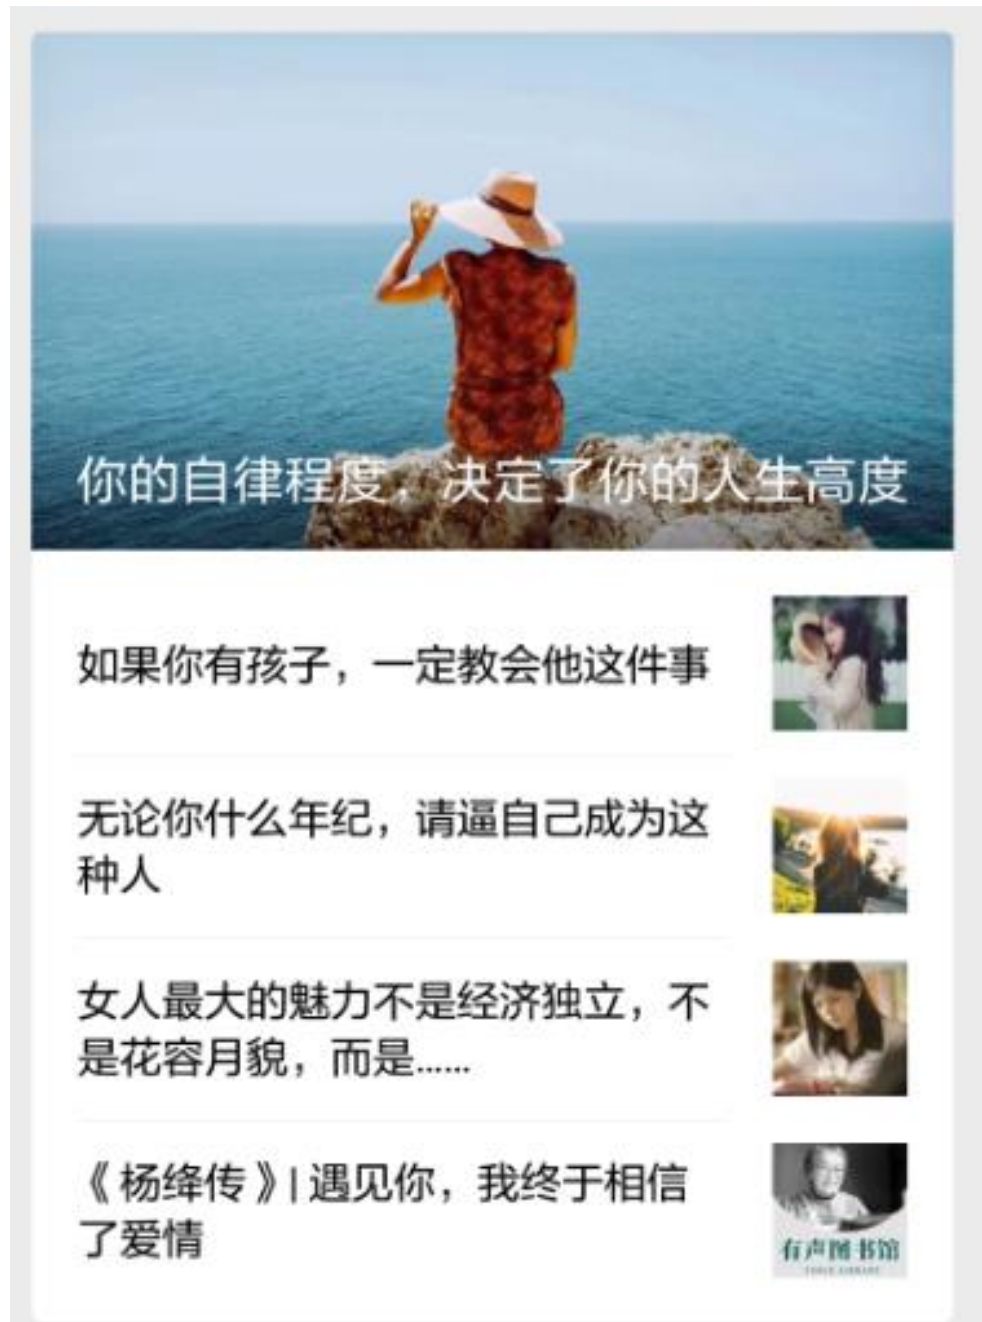 你的自律程度，决定了你的人生高度
如果你有孩子，一定教会他这件事
无论你什么年纪，请逼自己成为这
种人
女人最大的魅力不是经济独立，不
是花容月貌，而是......
《杨绛传》| 遇见你，我终于相信
了爱情
有声图书馆